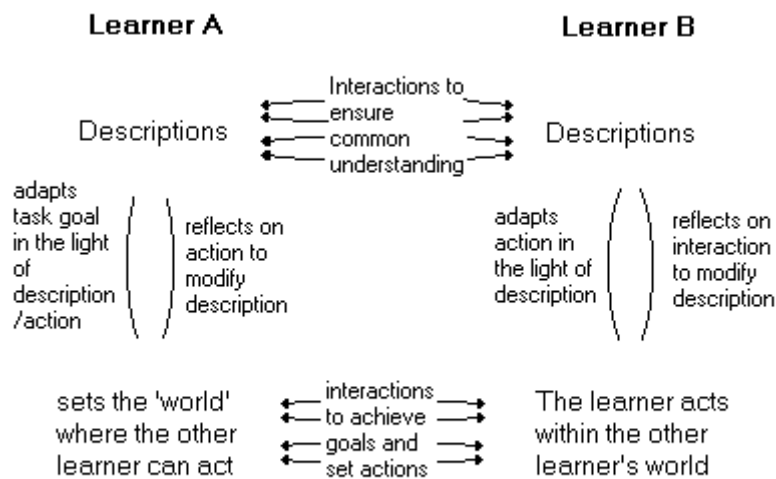 Learner A
Learner B
Interactions to
ensure
common
understanding
Descriptions
Descriptions
adapts
task goal
in the light
of
description
/action
reflects on
action to
modify
description
adapts
action in
the light of
description
reflects on
interaction
to modify
description
sets the 'world'
where the other
learner can act
interactions
to achieve
goals and
set actions
The learner acts
within the other
learner's world